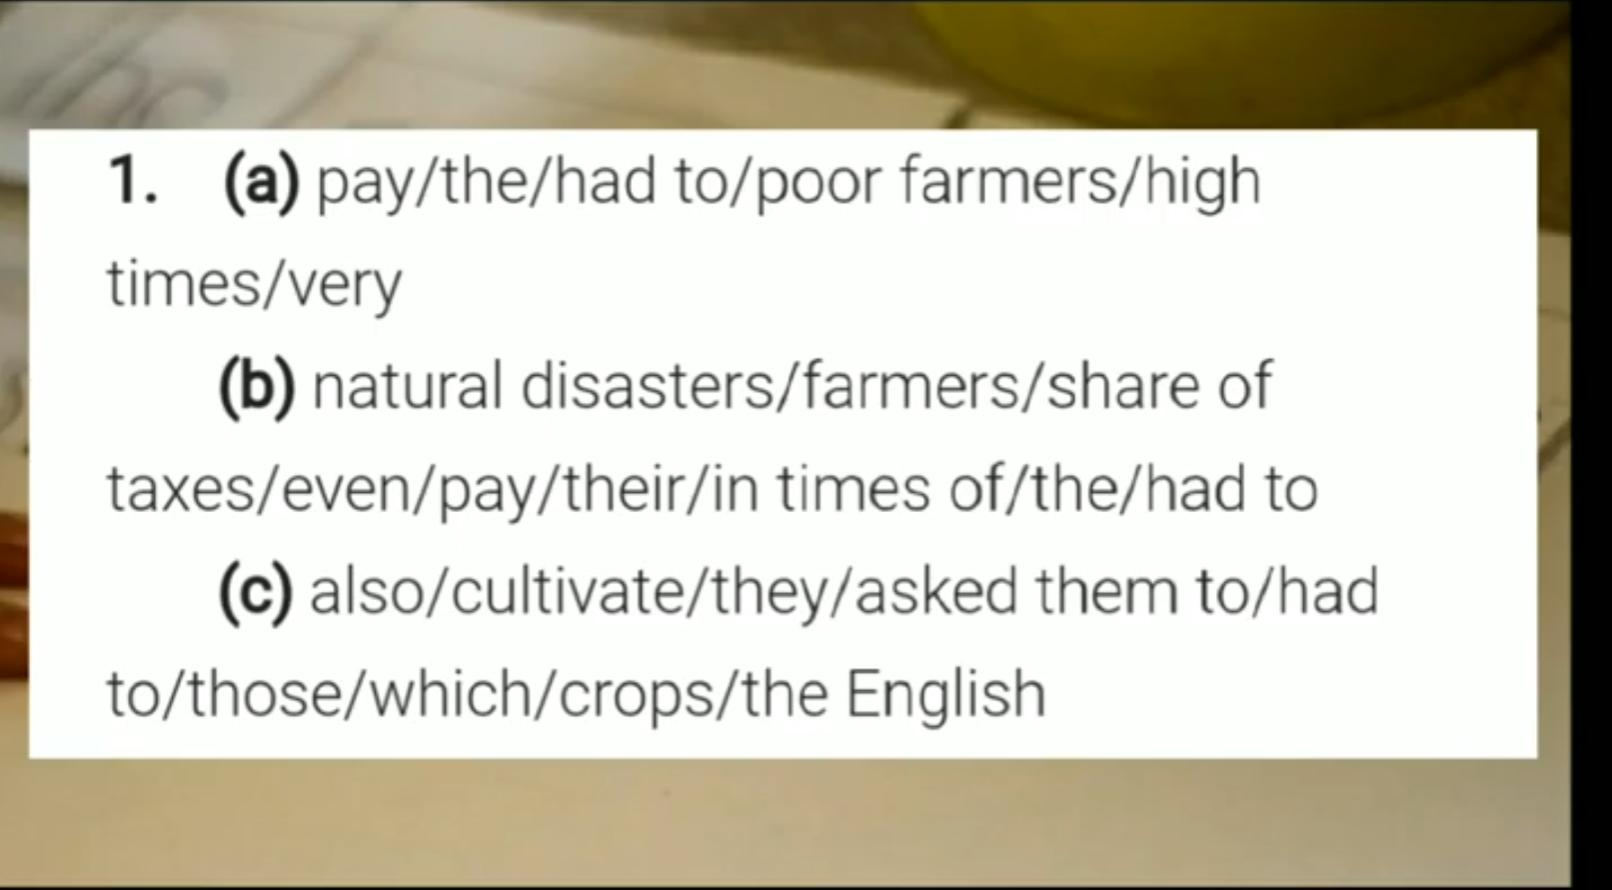 1. (a) pay/the/had to/poor farmers/high
times/very
(b) natural disasters/farmers/share of
taxes/even/pay/their/in times of/the/had to
(c) also/cultivate/they/asked them to/had
to/those/which/crops/the English